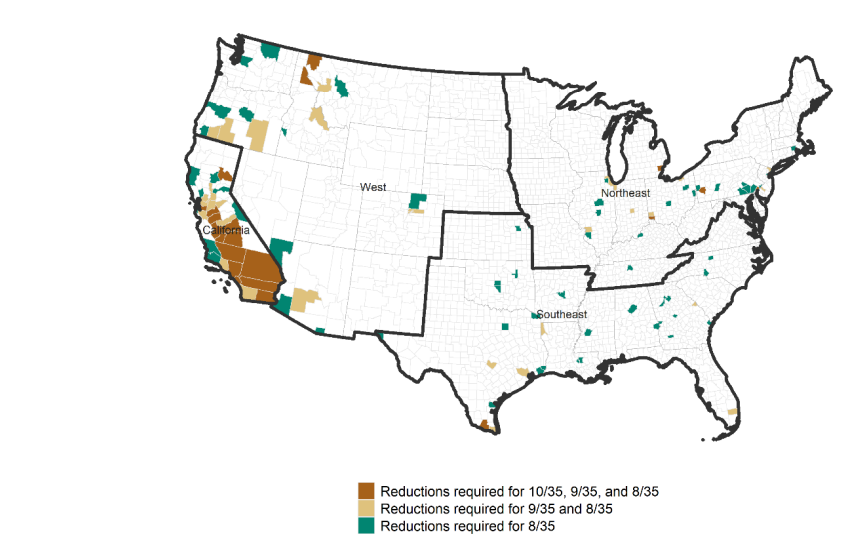 West
Northeast
California
Southeast
Reductions required for 10/35, 9/35, and 8/35
Reductions required for 9/35 and 8/35
Reductions required for 8/35